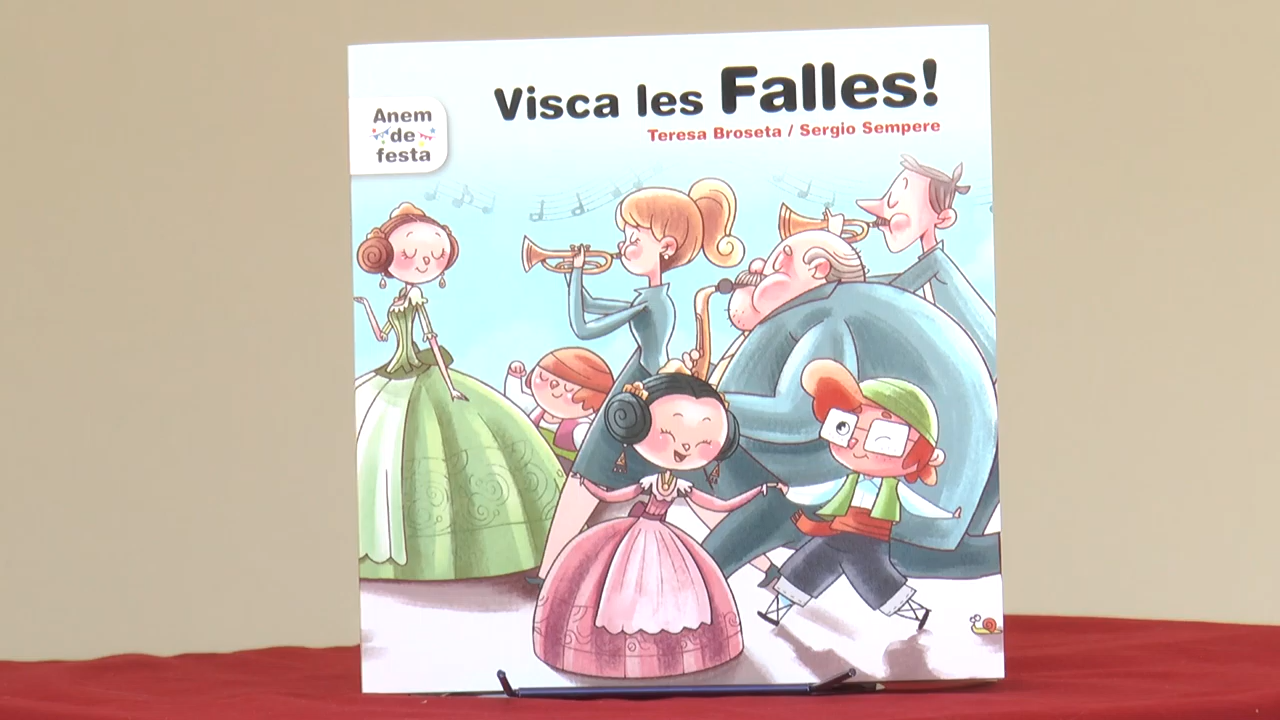 Visca les Falles!
Teresa Broseta / Sergio Sempere
Anem
de
festa